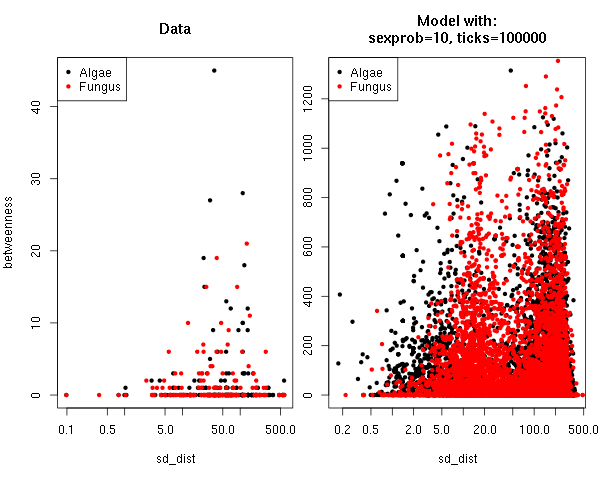 Data
Algae
Fungus
betweenness
40
30
20
10
0
0.1 0.5 5.0 50.0 500.0
sd_dist
Model with:
sexprob=10, ticks=100000
Algae
Fungus
1200
1000
800
600
400
200
0
0.2 0.5 2.0 5.0 20.0 100.0 500.0
sd_dist